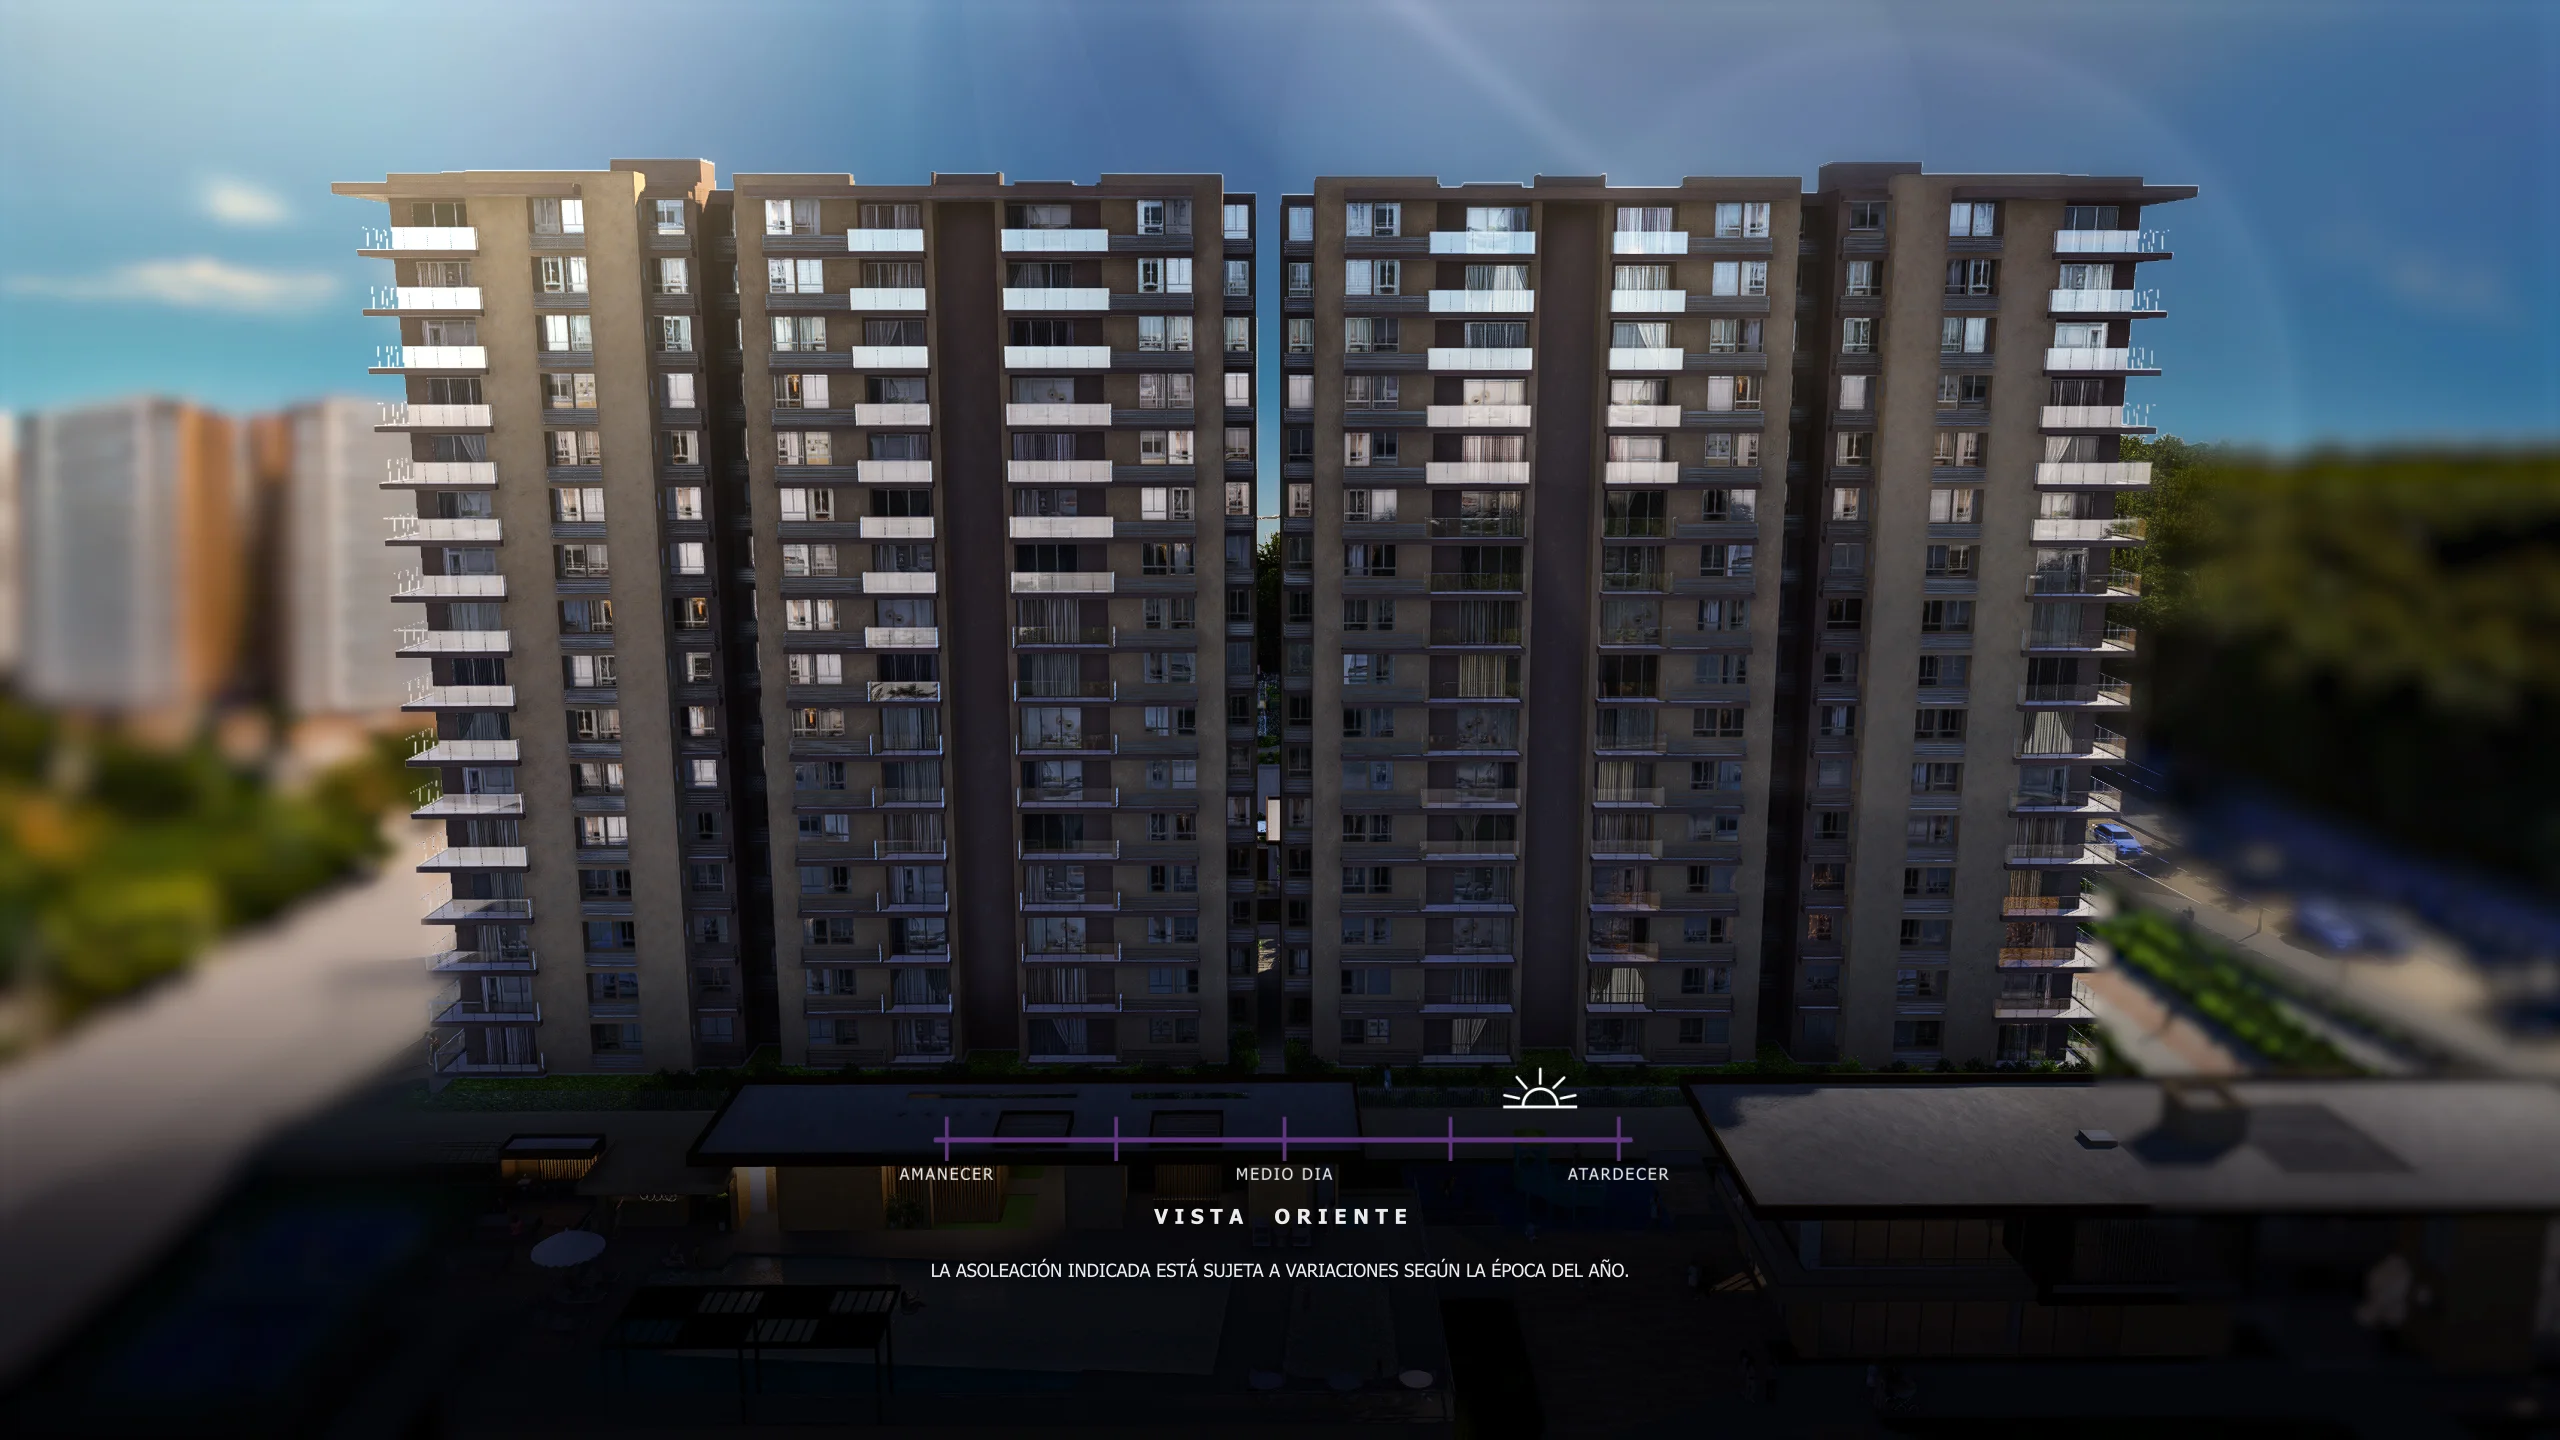 AMANECER MEDIO DIA ATARDECER
VISTA ORIENTE
LA ASOLEACIÓN INDICADA ESTÁ SUJETA A VARIACIONES SEGÚN LA ÉPOCA DEL AÑO.